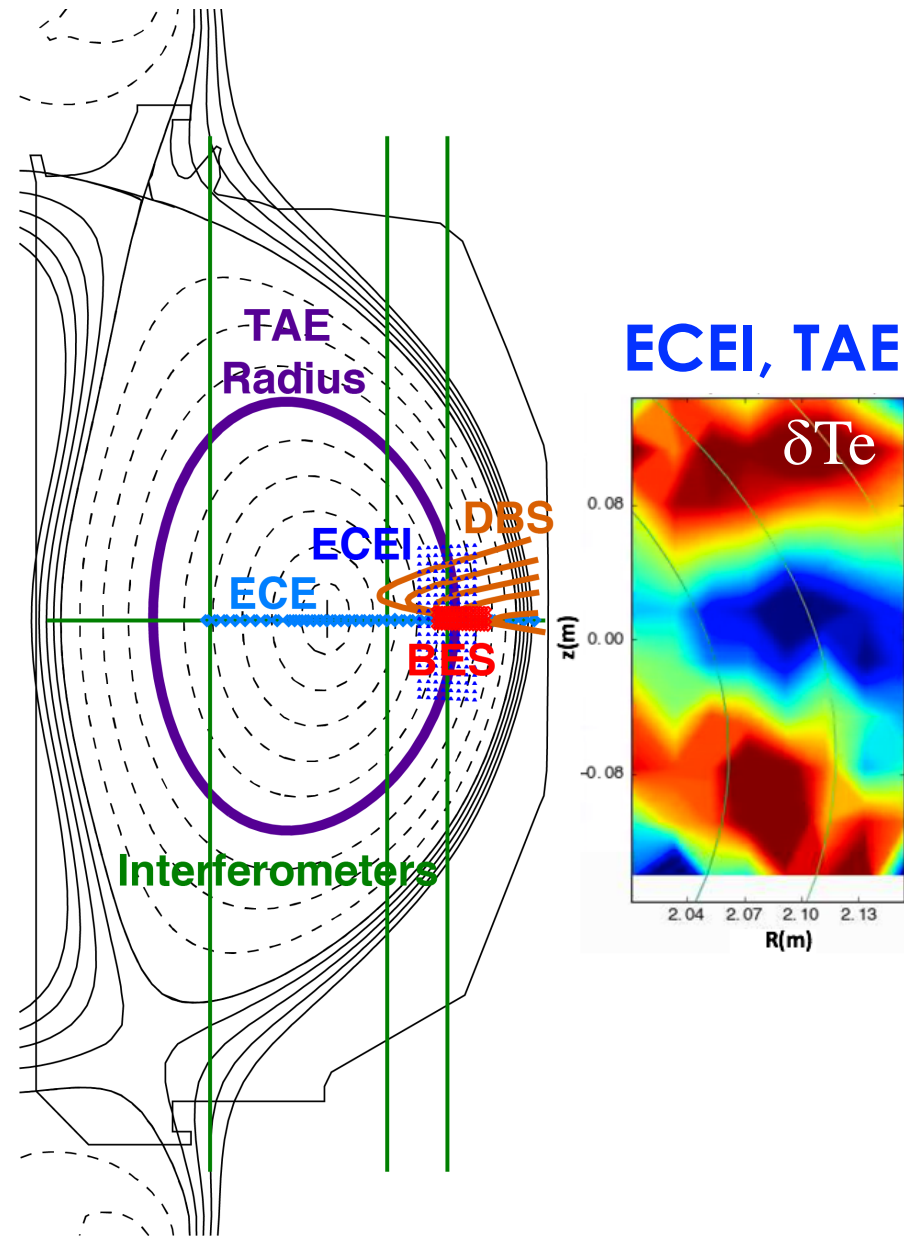 TAE
Radius
ECEI
DBS
ECE
BES
Interferometers
ECEI, TAE
δTe
0.08
0.00
-0.08
z(m)
2.04 2.07 2.10 2.13
R(m)